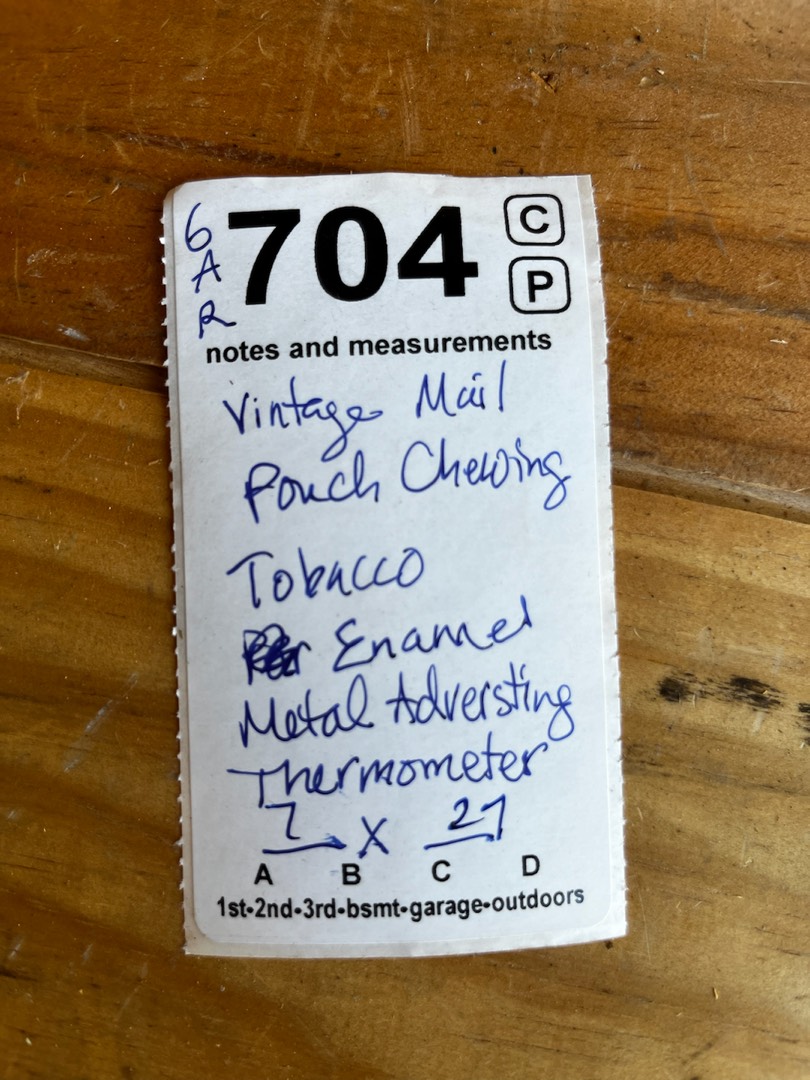 GAR
704 C
P
notes and measurements
Vintage Mail
Pouch Chewing
Tobacco
Enamel
Metal Adversting
Thermometer
7 X 27
A B C D
1st•2nd•3rd•bsmt•garage•outdoors